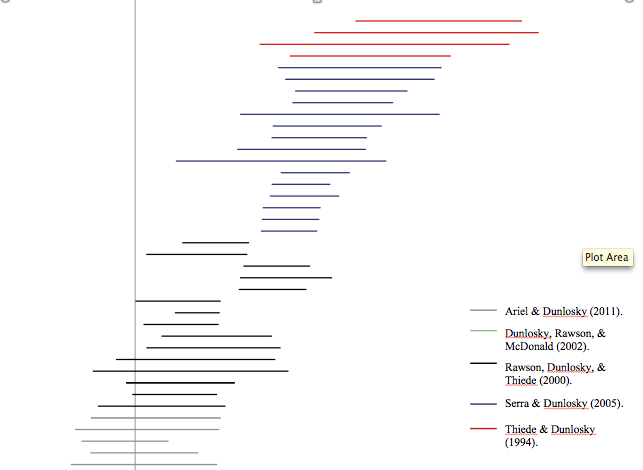 Plot Area
Ariel & Dunlosky (2011).
Dunlosky, Rawson, &
McDonald (2002).
Rawson, Dunlosky, &
Thiede (2000).
Serra & Dunlosky (2005).
Thiede & Dunlosky
(1994).